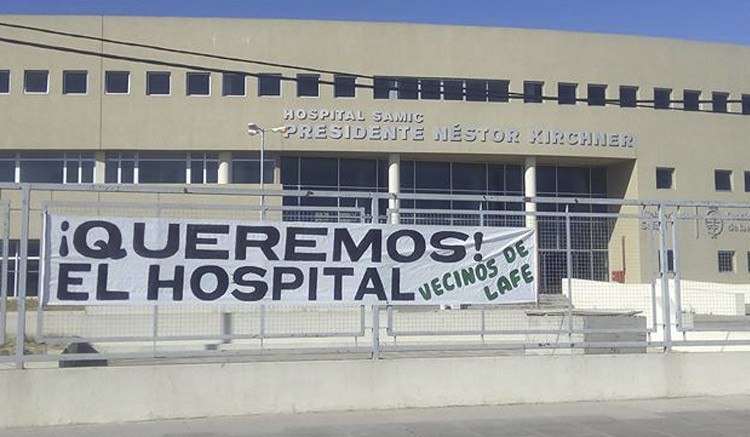 HOSPITAL SAMIC
PRESIDENTE NÉSTOR KIRCHNER
¡QUEREMOS!
EL HOSPITAL
VECINOS DE
LAFE